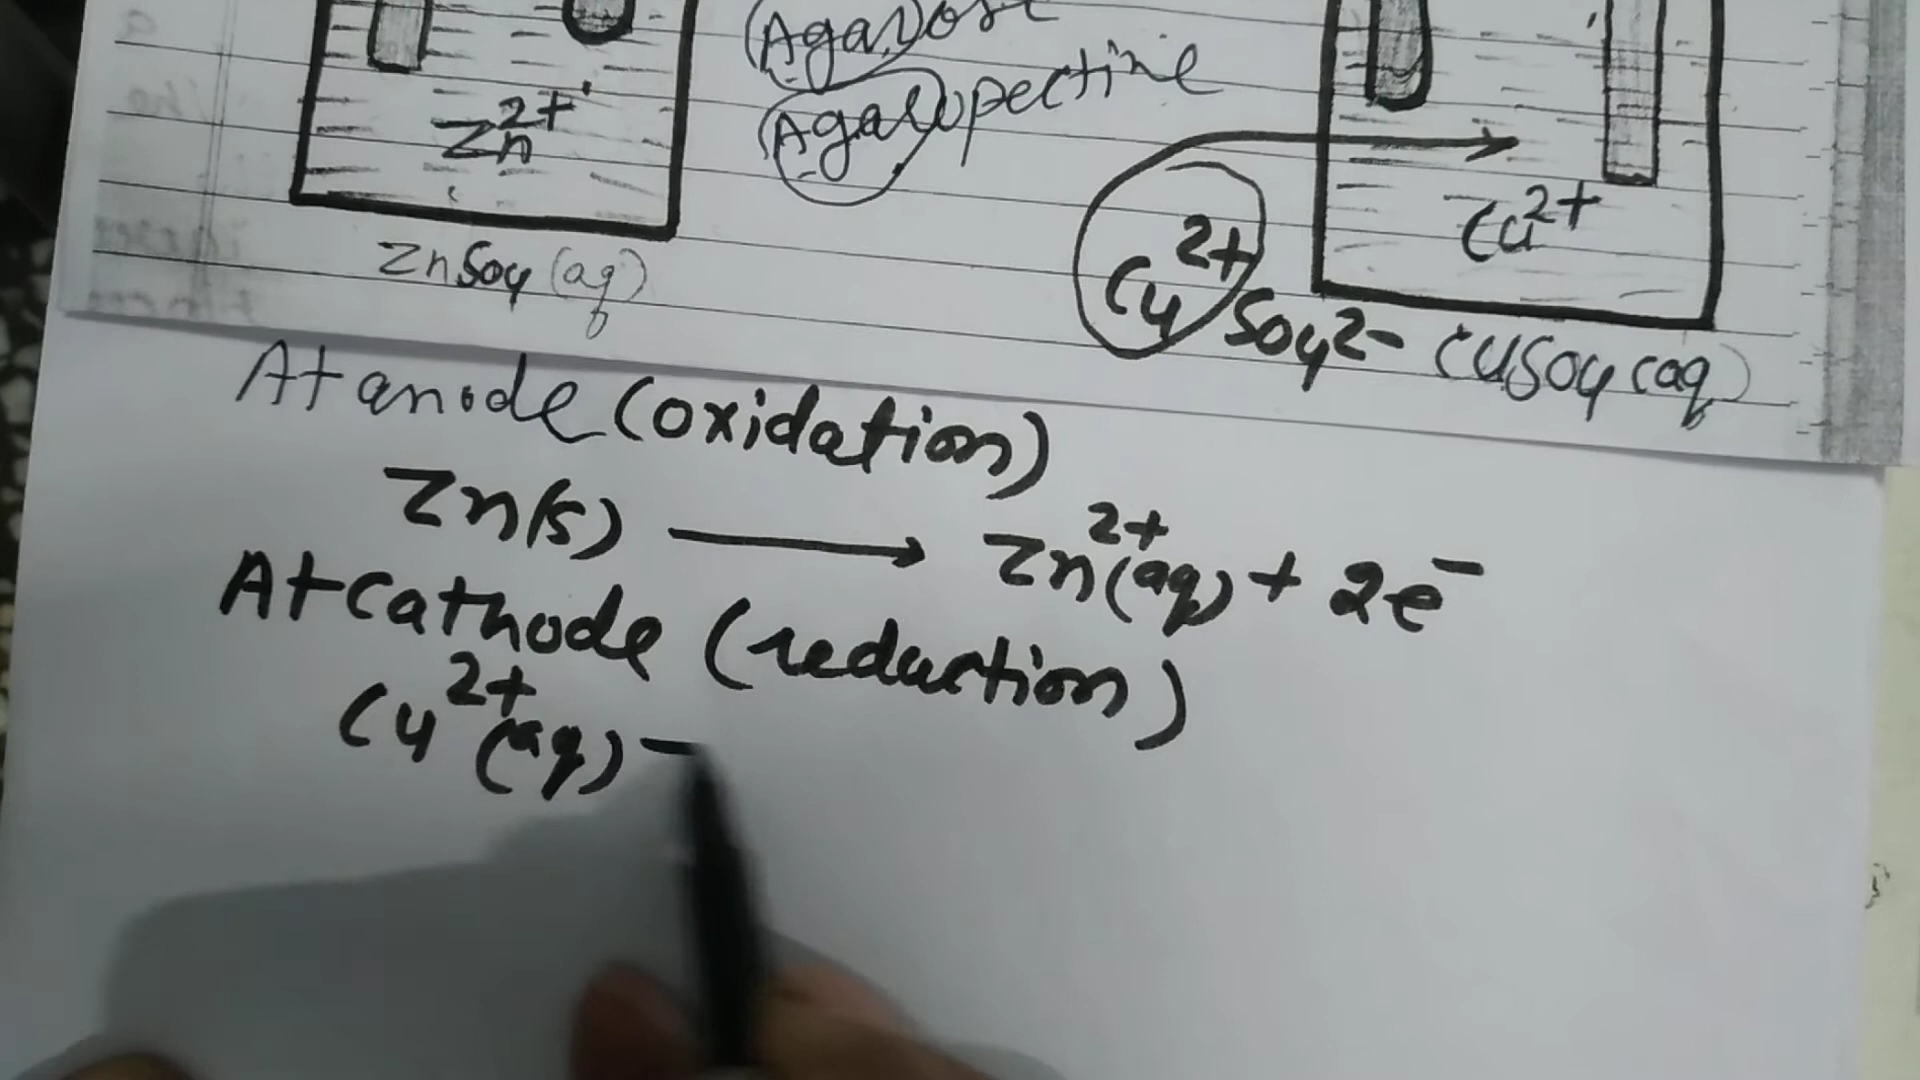 (Agarose
Zn2+
(Agaropectine
Cu2+
Cu2+
ZnSo4 (aq)
So42- CuSo4 (aq)
At anode (oxidation)
Zn(s) → Zn2+(aq) + 2e-
At Cathode (reduction)
Cu2+(aq) -